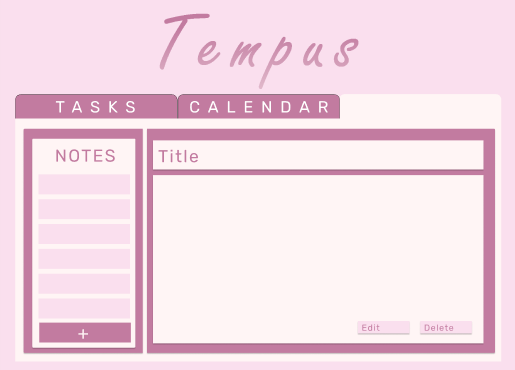 Tempus
TASKS
CALENDAR
NOTES
Title
+
Edit
Delete